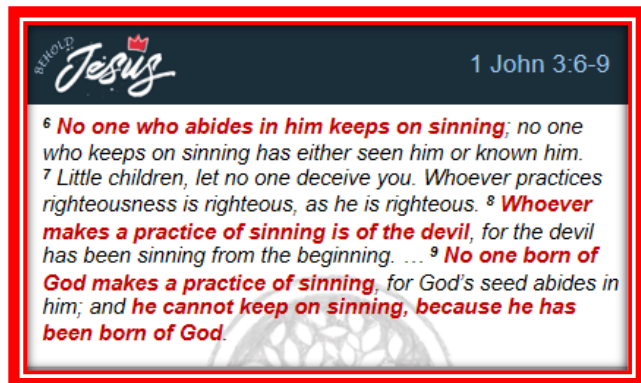 BEHOLD
Jesus
1 John 3:6-9
⁶ No one who abides in him keeps on sinning; no one
who keeps on sinning has either seen him or known him.
⁷ Little children, let no one deceive you. Whoever practices
righteousness is righteous, as he is righteous. ⁸ Whoever
makes a practice of sinning is of the devil, for the devil
has been sinning from the beginning. … ⁹ No one born of
God makes a practice of sinning, for God’s seed abides in
him; and he cannot keep on sinning, because he has
been born of God.